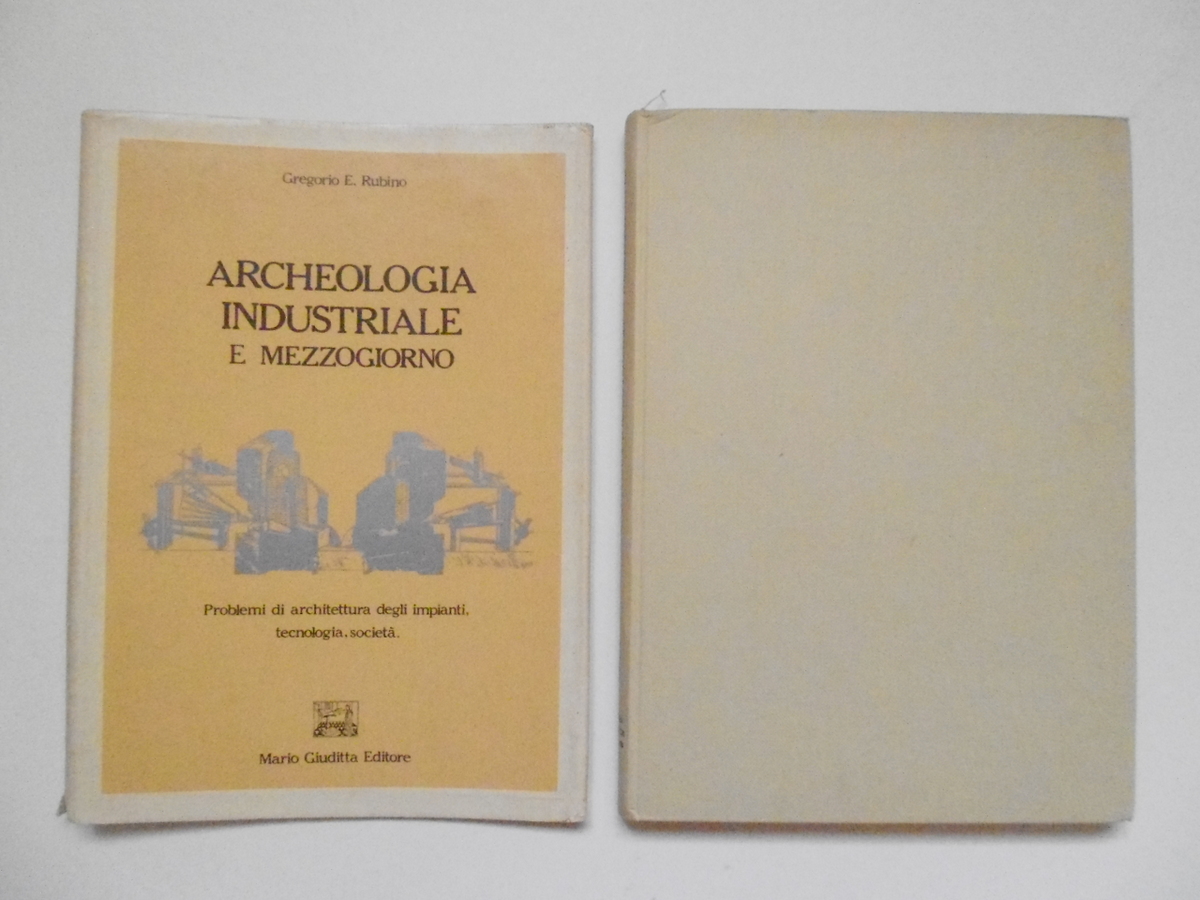 Gregorio E. Rubino
ARCHEOLOGIA
INDUSTRIALE
E MEZZOGIORNO
Problemi di architettura degli impianti,
tecnologia, società.
Mario Giuditta Editore